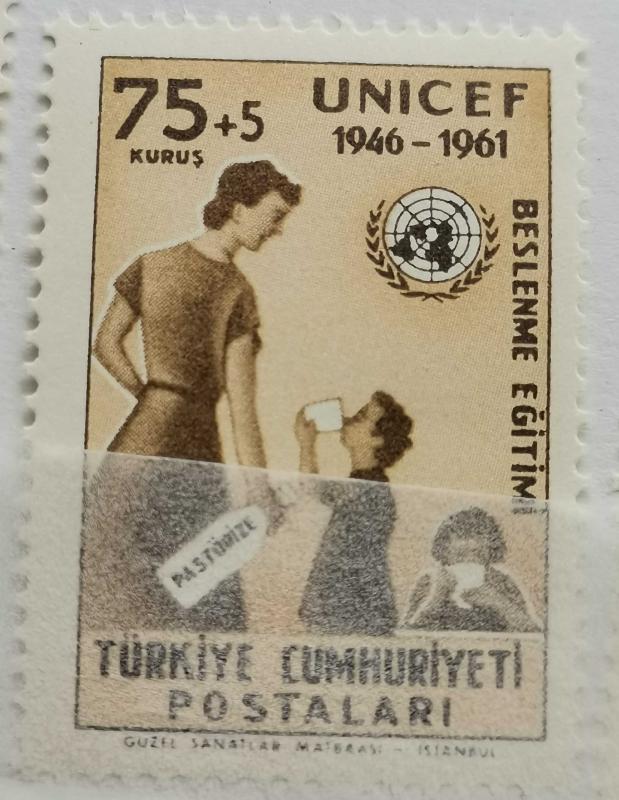 75+5
KURUŞ
UNICEF
1946-1961
BESLENME EĞİTİMİ
PASTÖRİZE
TÜRKİYE CUMHURİYETİ
POSTALARI
GÜZEL SANATLAR MATBAASI - İSTANBUL